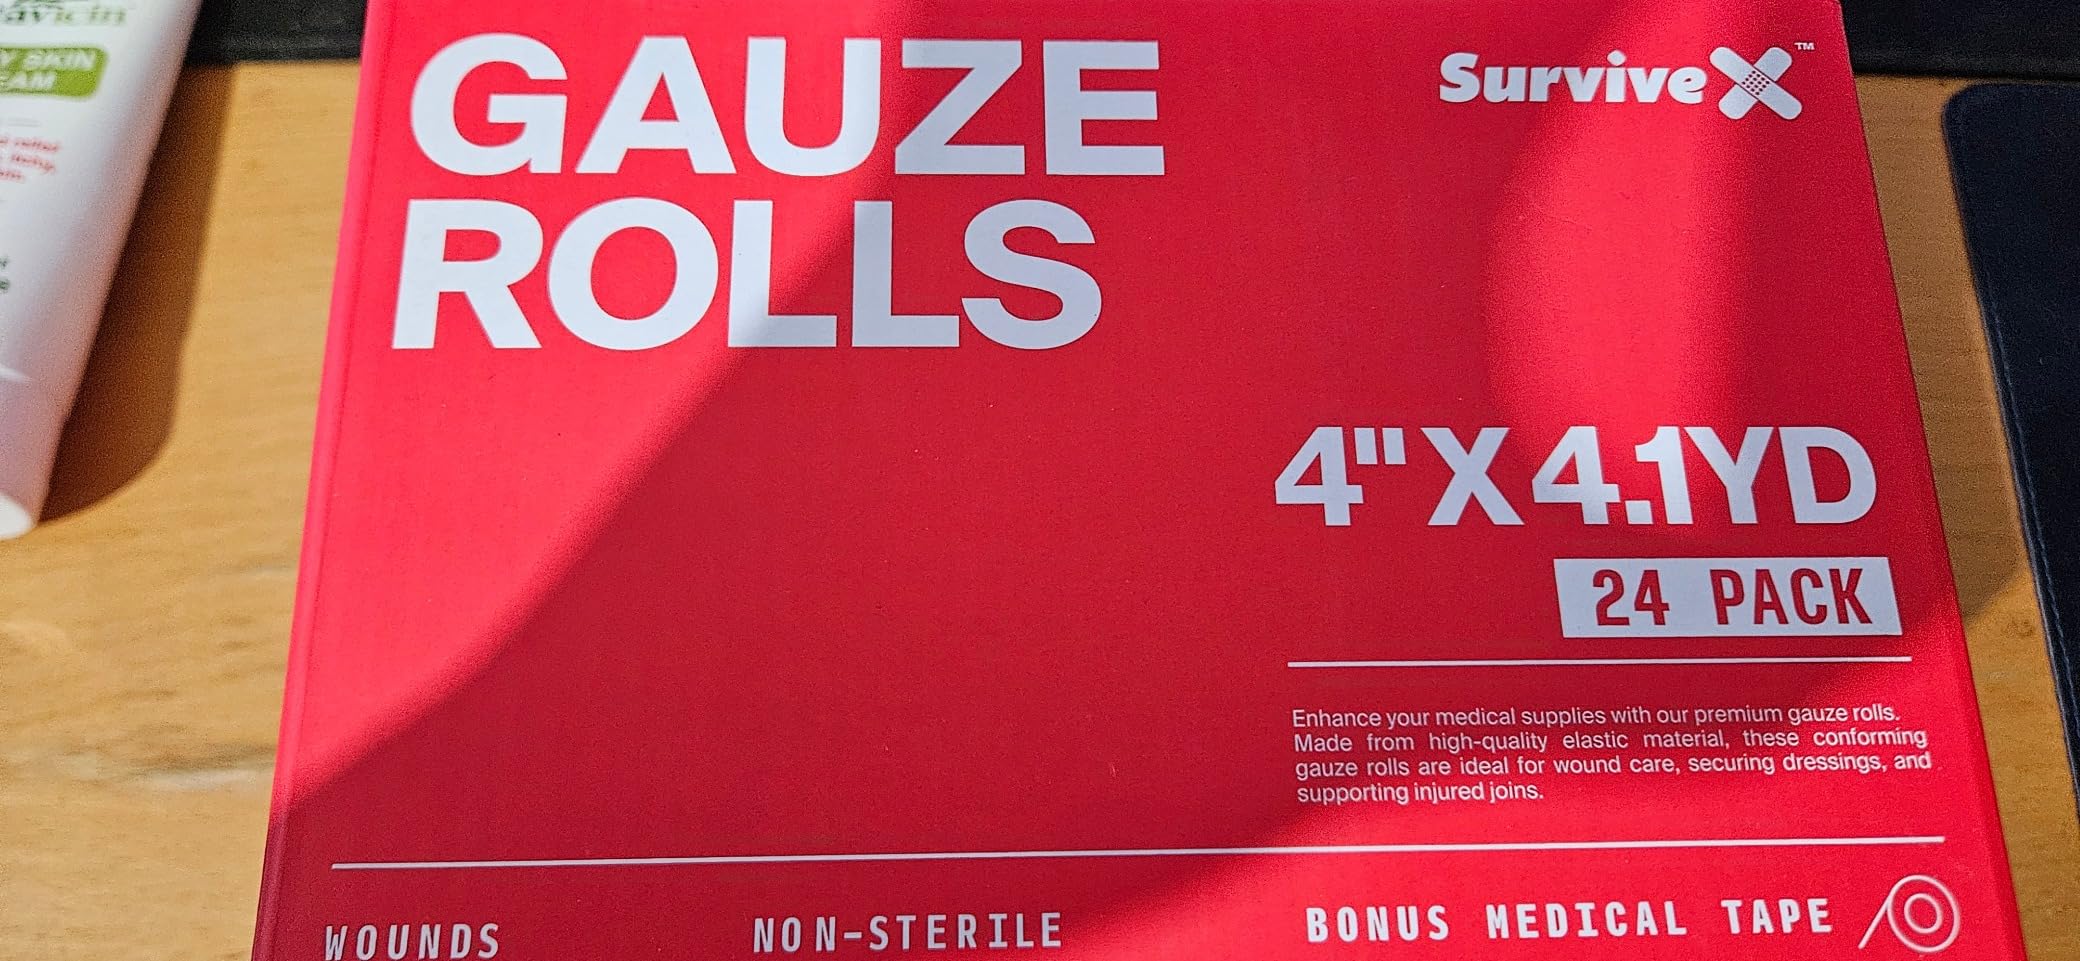 Y SKIN
GAUZE
ROLLS
SurviveX™
4"X4.1YD
24 PACK
Enhance your medical supplies with our premium gauze rolls.
Made from high-quality elastic material, these conforming
gauze rolls are ideal for wound care, securing dressings, and
supporting injured joins.
WOUNDS
NON-STERILE
BONUS MEDICAL TAPE